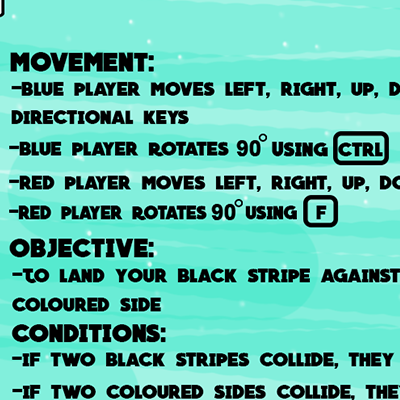 MOVEMENT:
-BLUE PLAYER MOVES LEFT, RIGHT, UP,
DIRECTIONAL KEYS
-BLUE PLAYER ROTATES 90° USING CTRL
-RED PLAYER MOVES LEFT, RIGHT, UP,
-RED PLAYER ROTATES 90° USING F
OBJECTIVE:
-TO LAND YOUR BLACK STRIPE AGAINST
COLOURED SIDE
CONDITIONS:
-IF TWO BLACK STRIPES COLLIDE, THEY
-IF TWO COLOURED SIDES COLLIDE,